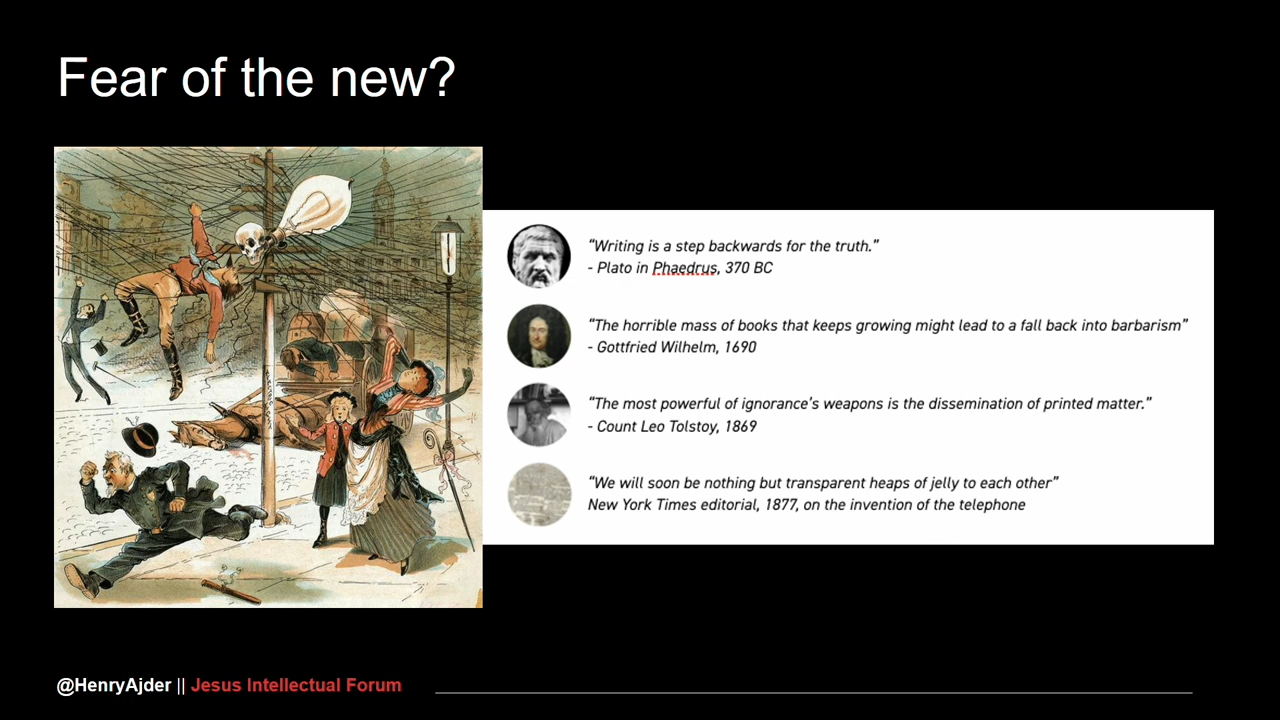 Fear of the new?
“Writing is a step backwards for the truth.”
- Plato in Phaedrus, 370 BC
“The horrible mass of books that keeps growing might lead to a fall back into barbarism”
- Gottfried Wilhelm, 1690
“The most powerful of ignorance’s weapons is the dissemination of printed matter.”
- Count Leo Tolstoy, 1869
“We will soon be nothing but transparent heaps of jelly to each other”
New York Times editorial, 1877, on the invention of the telephone
@HenryAjder || Jesus Intellectual Forum